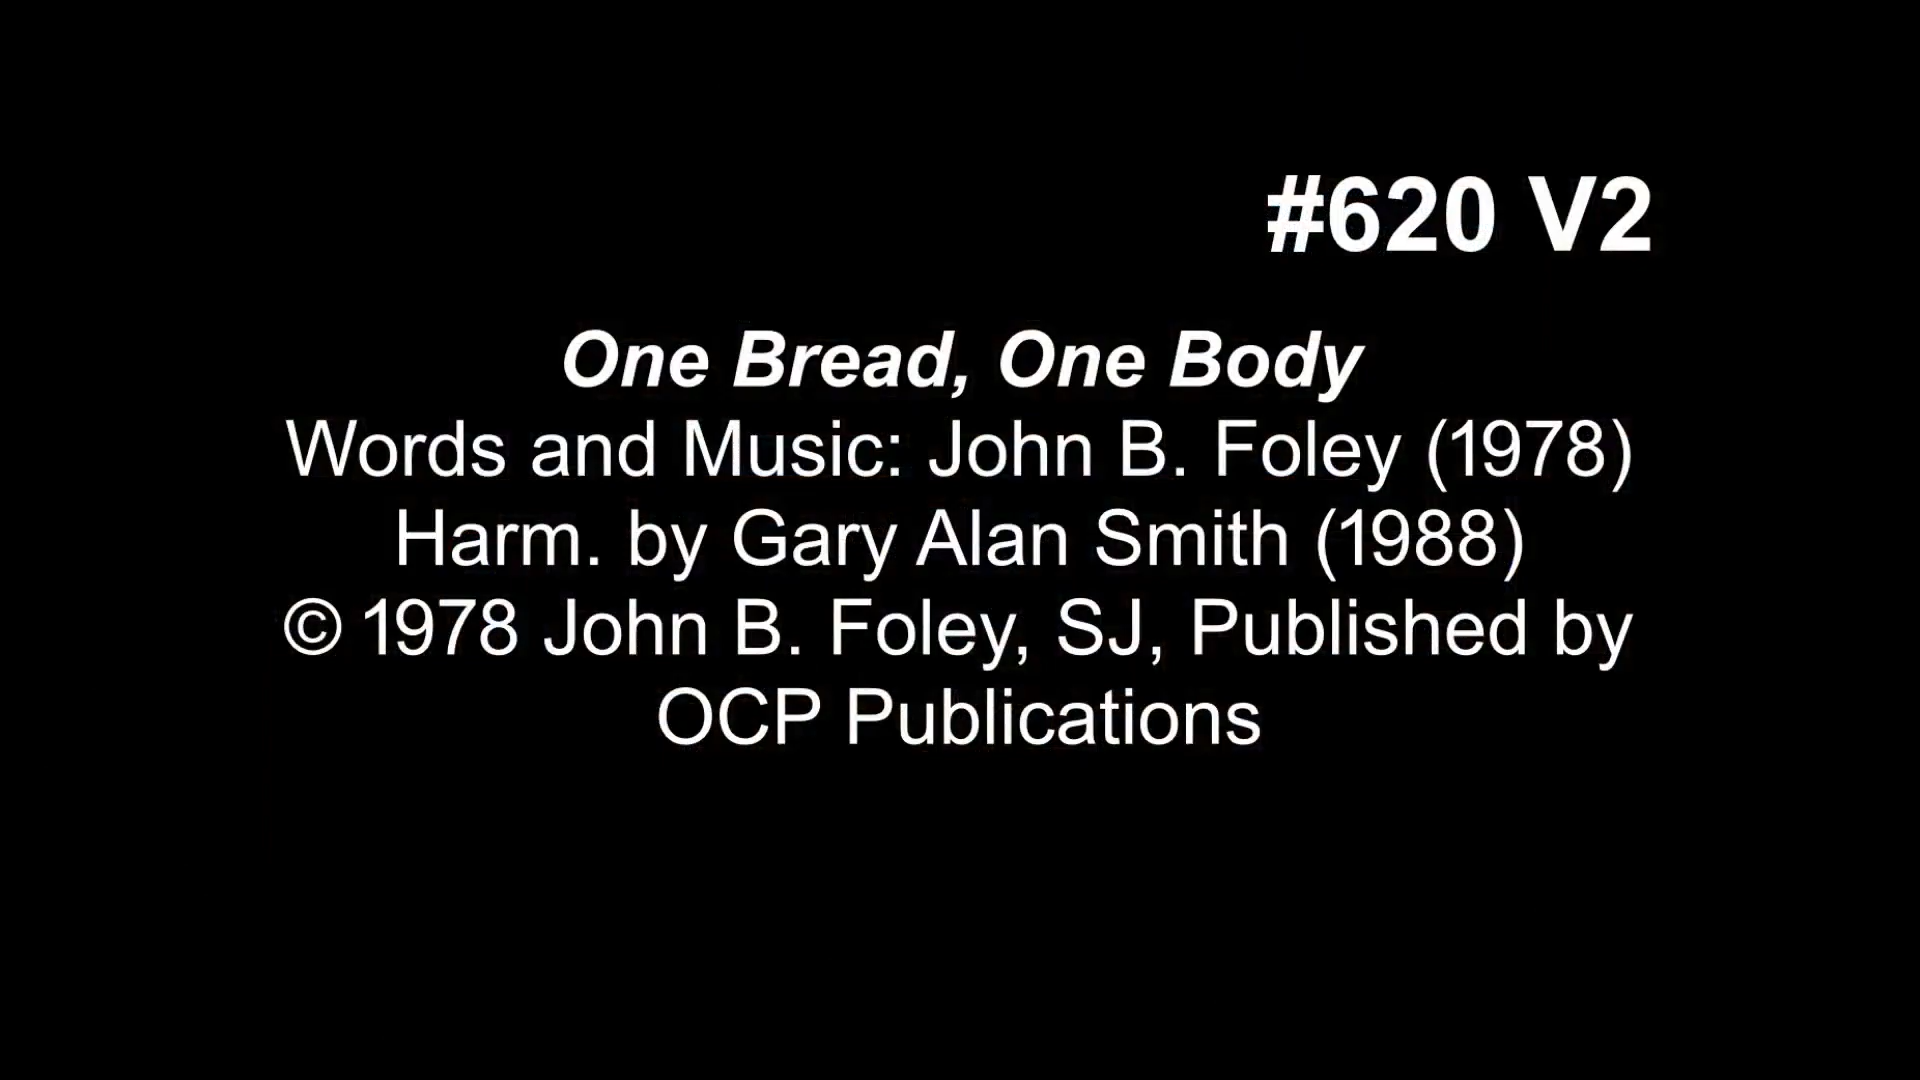 #620 V2
One Bread, One Body
Words and Music: John B. Foley (1978)
Harm. by Gary Alan Smith (1988)
© 1978 John B. Foley, SJ, Published by
OCP Publications